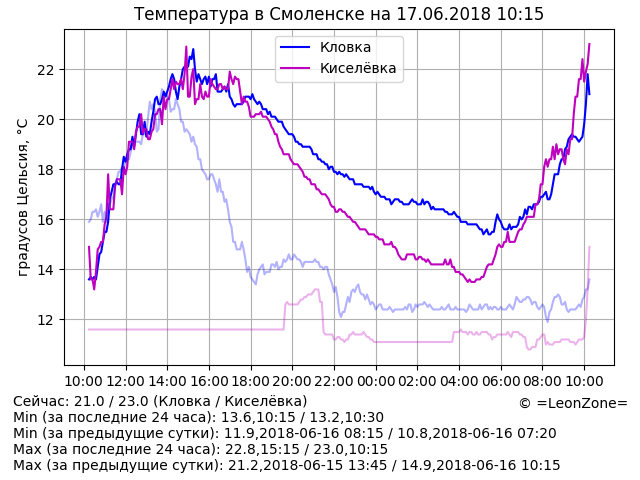 Температура в Смоленске на 17.06.2018 10:15
Кловка
Киселёвка
градусов Цельсия, °C
22
20
18
16
14
12
10:00 12:00 14:00 16:00 18:00 20:00 22:00 00:00 02:00 04:00 06:00 08:00 10:00
Сейчас: 21.0 / 23.0 (Кловка / Киселёвка)
© =LeonZone=
Min (за последние 24 часа): 13.6,10:15 / 13.2,10:30
Min (за предыдущие сутки): 11.9,2018-06-16 08:15 / 10.8,2018-06-16 07:20
Max (за последние 24 часа): 22.8,15:15 / 23.0,10:15
Max (за предыдущие сутки): 21.2,2018-06-15 13:45 / 14.9,2018-06-16 10:15